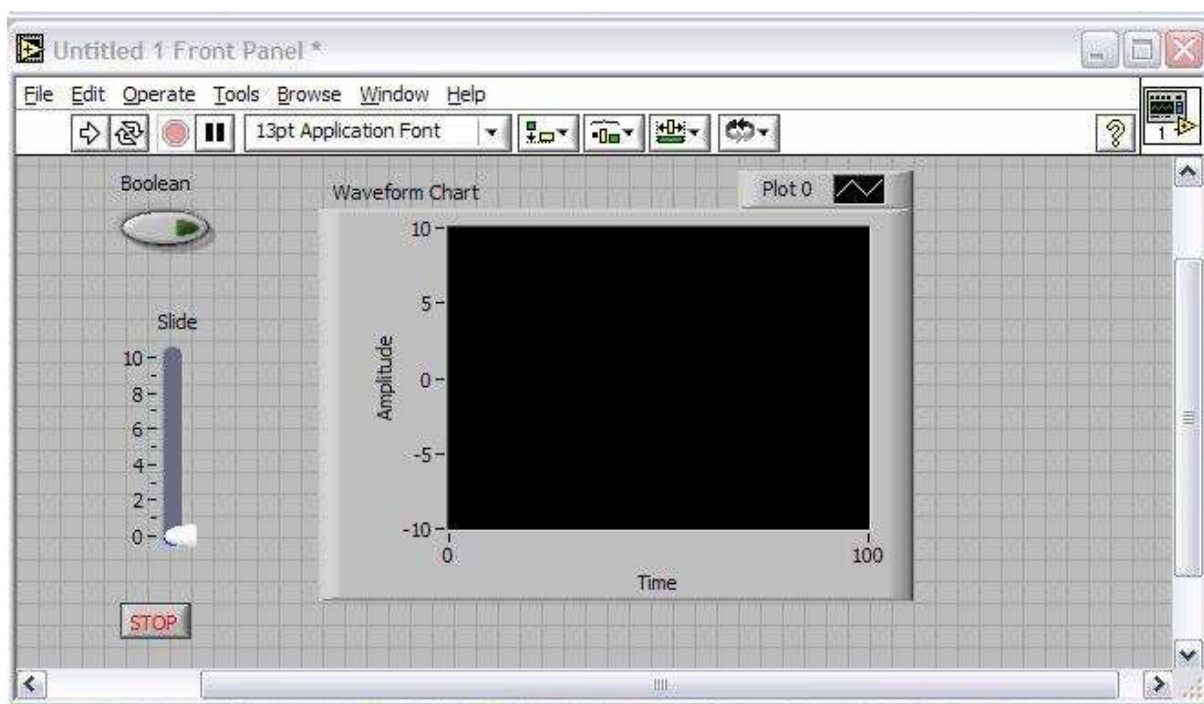 Untitled 1 Front Panel *
File Edit Operate Tools Browse Window Help
13pt Application Font
?
1
Boolean
Waveform Chart
Plot 0
10
5
0
-5
-10
Amplitude
0
100
Time
Slide
10
8
6
4
2
0
STOP